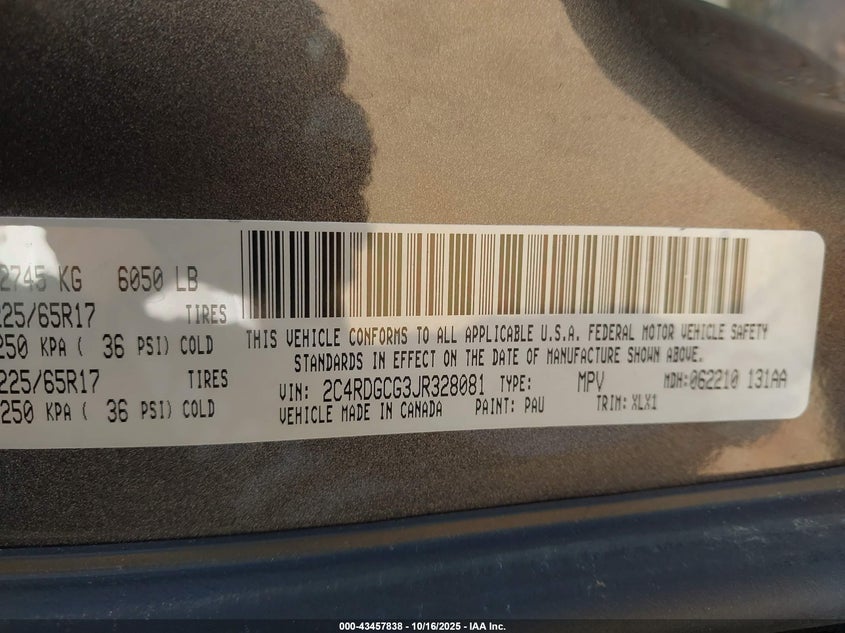 2745 KG 6050 LB
225/65R17 TIRES
250 KPA ( 36 PSI) COLD
225/65R17 TIRES
250 KPA ( 36 PSI) COLD
THIS VEHICLE CONFORMS TO ALL APPLICABLE U.S.A. FEDERAL MOTOR VEHICLE SAFETY
STANDARDS IN EFFECT ON THE DATE OF MANUFACTURE SHOWN ABOVE.
VIN: 2C4RDGCG3JR328081 TYPE: MPV MDH: 062210 131AA
VEHICLE MADE IN CANADA PAINT: PAU TRIM: XLX1
000-43457838 - 10/16/2025 - IAA Inc.